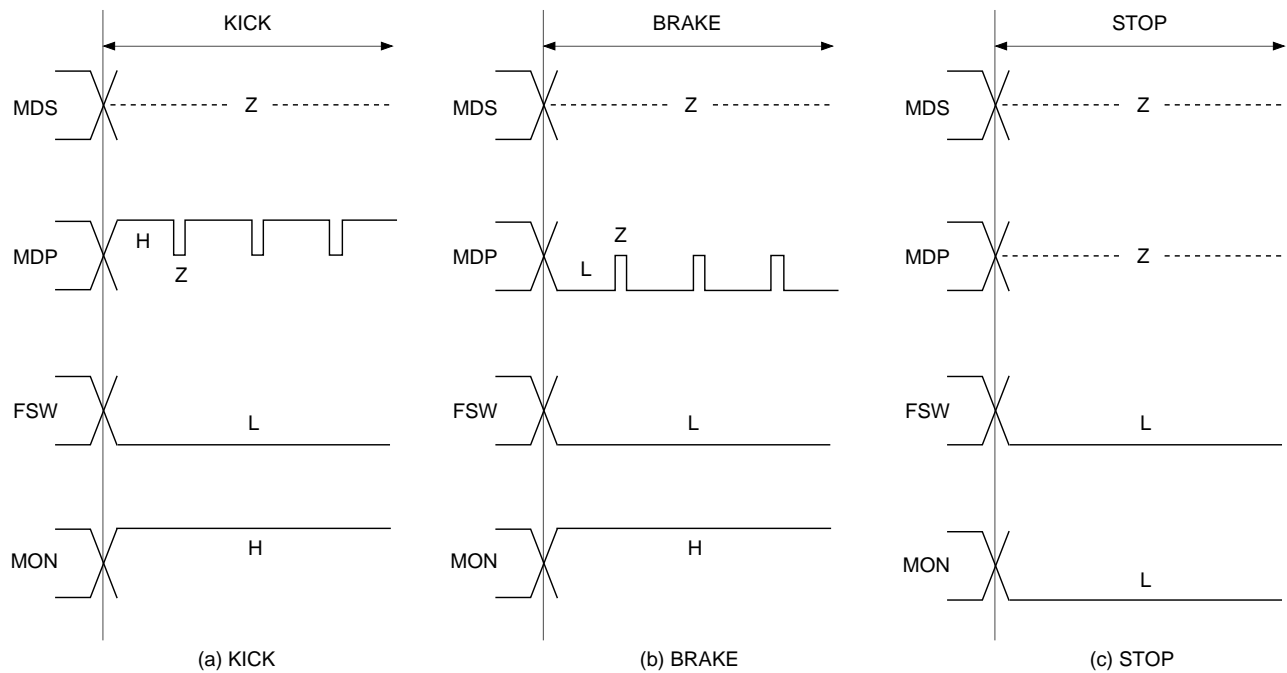 KICK
MDS
Z
MDP
H
Z
FSW
L
MON
H
(a) KICK
BRAKE
MDS
Z
MDP
L
Z
FSW
L
MON
H
(b) BRAKE
STOP
MDS
Z
MDP
Z
FSW
L
MON
L
(c) STOP